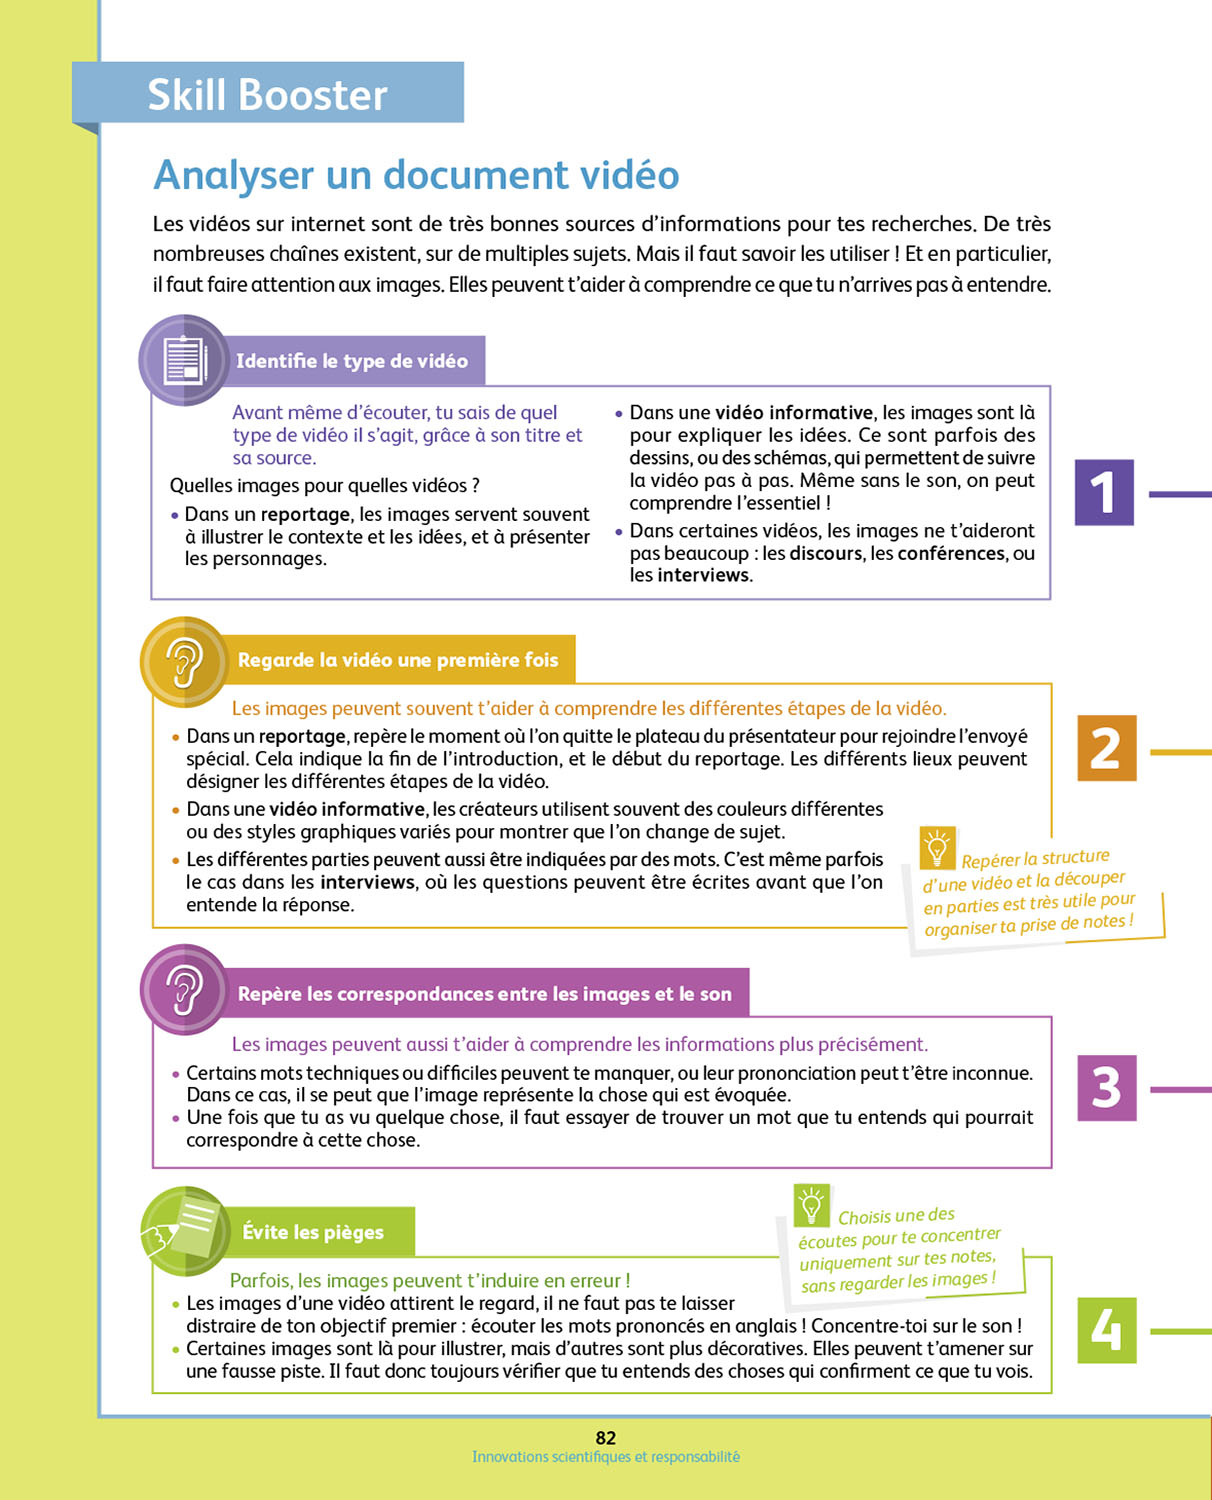 Skill Booster
Analyser un document vidéo
Les vidéos sur internet sont de très bonnes sources d’informations pour tes recherches. De très
nombreuses chaînes existent, sur de multiples sujets. Mais il faut savoir les utiliser ! Et en particulier,
il faut faire attention aux images. Elles peuvent t’aider à comprendre ce que tu n’arrives pas à entendre.
Identifie le type de vidéo
Avant même d’écouter, tu sais de quel
type de vidéo il s’agit, grâce à son titre et
sa source.
Quelles images pour quelles vidéos ?
• Dans un reportage, les images servent souvent
à illustrer le contexte et les idées, et à présenter
les personnages.
• Dans une vidéo informative, les images sont là
pour expliquer les idées. Ce sont parfois des
dessins, ou des schémas, qui permettent de suivre
la vidéo pas à pas. Même sans le son, on peut
comprendre l’essentiel !
• Dans certaines vidéos, les images ne t’aideront
pas beaucoup : les discours, les conférences, ou
les interviews.
1
Regarde la vidéo une première fois
Les images peuvent souvent t’aider à comprendre les différentes étapes de la vidéo.
• Dans un reportage, repère le moment où l’on quitte le plateau du présentateur pour rejoindre l’envoyé
spécial. Cela indique la fin de l’introduction, et le début du reportage. Les différents lieux peuvent
désigner les différentes étapes de la vidéo.
• Dans une vidéo informative, les créateurs utilisent souvent des couleurs différentes
ou des styles graphiques variés pour montrer que l’on change de sujet.
• Les différentes parties peuvent aussi être indiquées par des mots. C’est même parfois
le cas dans les interviews, où les questions peuvent être écrites avant que l’on
entende la réponse.
2
Repérer la structure
d’une vidéo et la découper
en parties est très utile pour
organiser ta prise de notes !
Repère les correspondances entre les images et le son
Les images peuvent aussi t’aider à comprendre les informations plus précisément.
• Certains mots techniques ou difficiles peuvent te manquer, ou leur prononciation peut t’être inconnue.
Dans ce cas, il se peut que l’image représente la chose qui est évoquée.
• Une fois que tu as vu quelque chose, il faut essayer de trouver un mot que tu entends qui pourrait
correspondre à cette chose.
3
Évite les pièges
Choisis une des
écoutes pour te concentrer
uniquement sur tes notes,
sans regarder les images !
Parfois, les images peuvent t’induire en erreur !
• Les images d’une vidéo attirent le regard, il ne faut pas te laisser
distraire de ton objectif premier : écouter les mots prononcés en anglais ! Concentre-toi sur le son !
• Certaines images sont là pour illustrer, mais d’autres sont plus décoratives. Elles peuvent t’amener sur
une fausse piste. Il faut donc toujours vérifier que tu entends des choses qui confirment ce que tu vois.
4
82
Innovations scientifiques et responsabilité